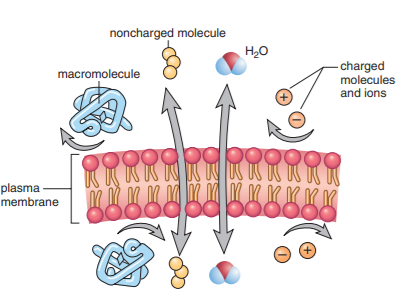 noncharged molecule
H₂O
macromolecule
charged
molecules
and ions
+
−
plasma
membrane
−
+